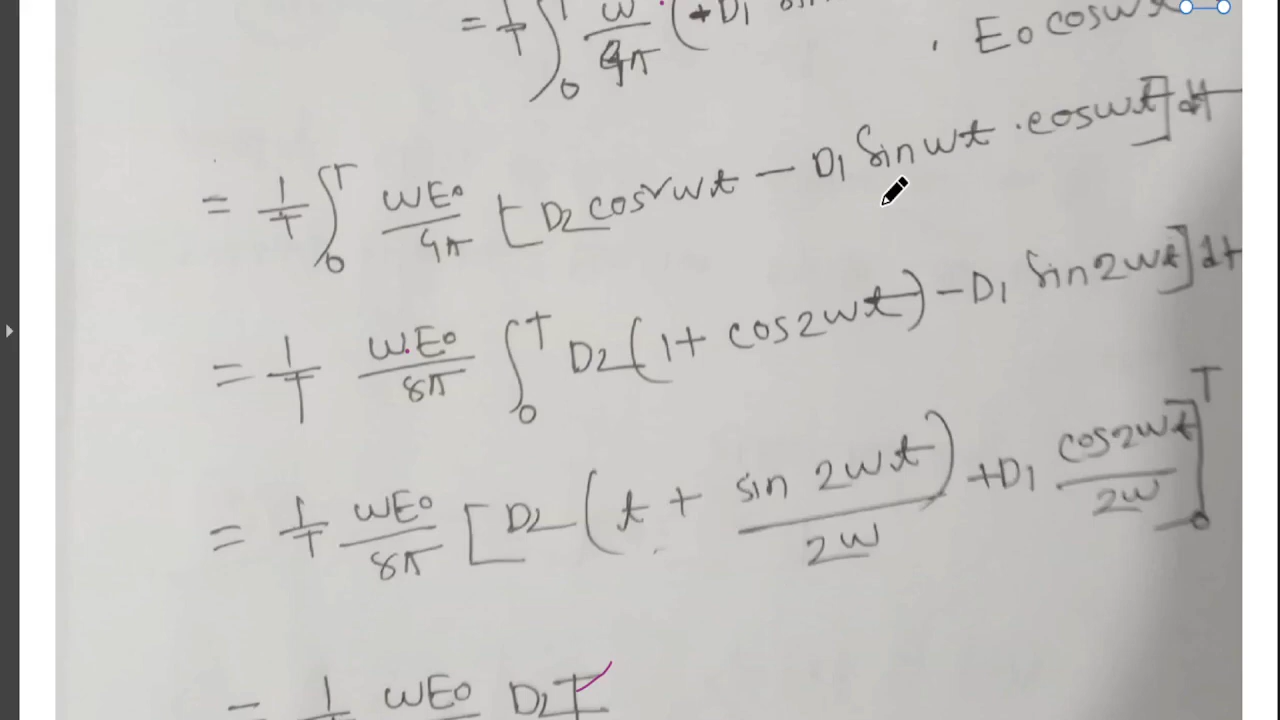 = 1/T ∫₀ᵀ ω/4π (+D₁
. E₀ cosωt
= 1/T ∫₀ᵀ ωE₀/4π [D₂ cos²ωt − D₁ sinωt · cosωt] dt
= 1/T ωE₀/8π ∫₀ᵀ D₂ (1 + cos2ωt) − D₁ sin2ωt] dt
= 1/T ωE₀/8π [D₂ (t + sin 2ωt/2ω) + D₁ cos2ωt/2ω]₀ᵀ
= 1 ωE₀ D₂T